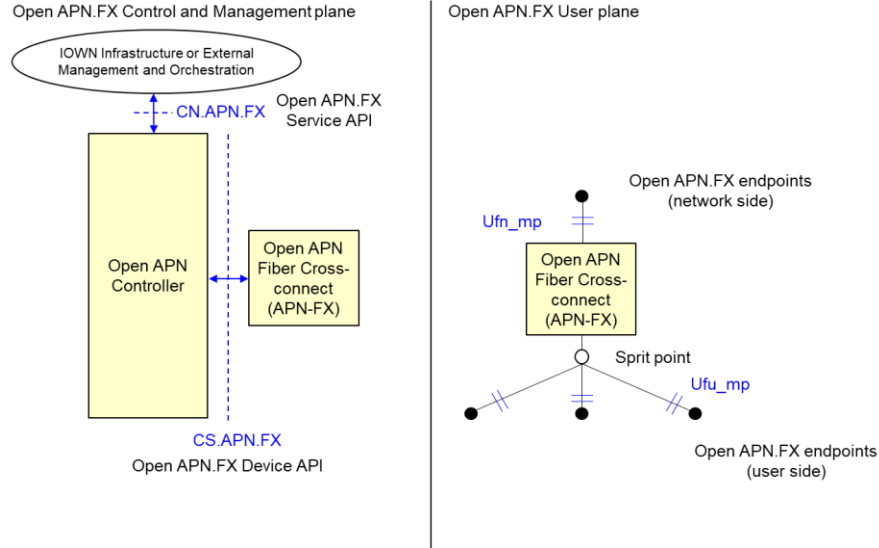 Open APN.FX Control and Management plane
IOWN Infrastructure or External
Management and Orchestration
CN.APN.FX
Open APN.FX
Service API
Open APN
Controller
Open APN
Fiber Cross-
connect
(APN-FX)
CS.APN.FX
Open APN.FX Device API
Open APN.FX User plane
Open APN.FX endpoints
(network side)
Ufn_mp
Open APN
Fiber Cross-
connect
(APN-FX)
Sprit point
Ufu_mp
Open APN.FX endpoints
(user side)